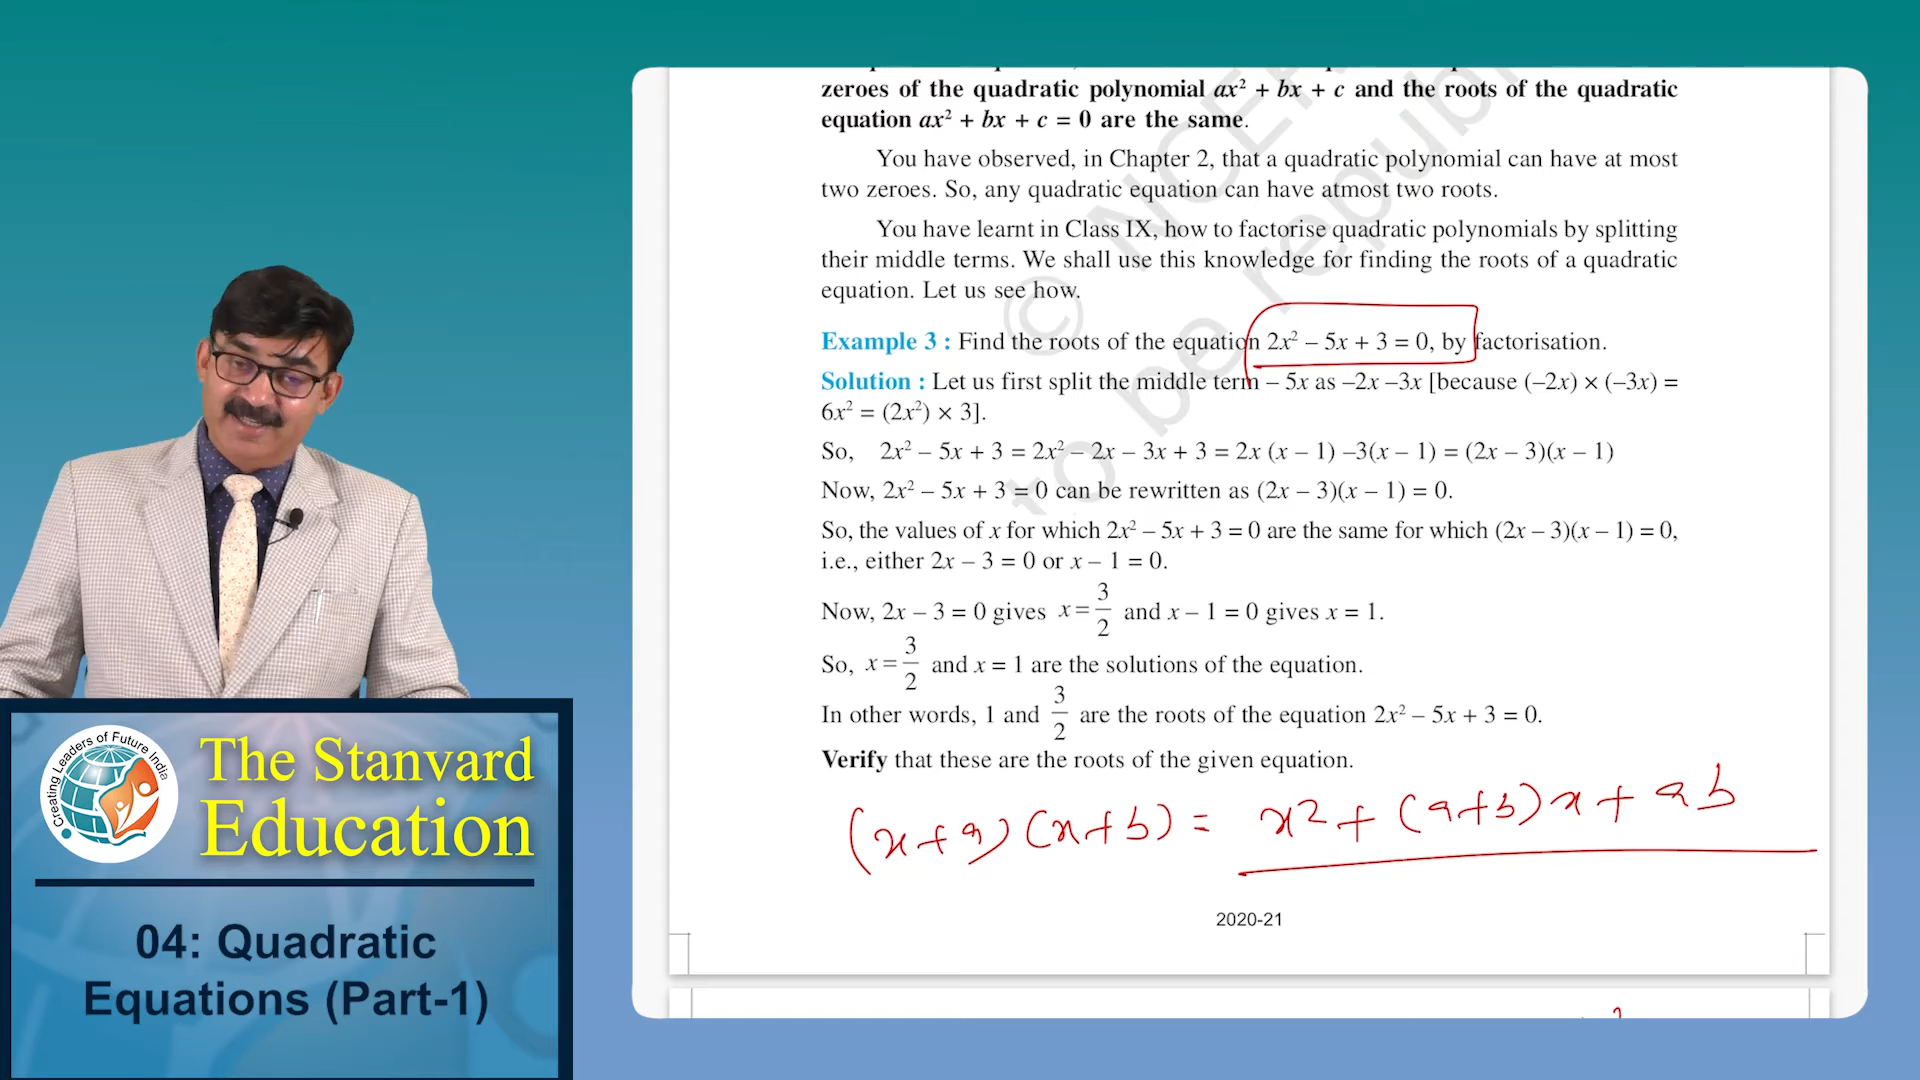 zeroes of the quadratic polynomial ax² + bx + c and the roots of the quadratic
equation ax² + bx + c = 0 are the same.
You have observed, in Chapter 2, that a quadratic polynomial can have at most
two zeroes. So, any quadratic equation can have atmost two roots.
You have learnt in Class IX, how to factorise quadratic polynomials by splitting
their middle terms. We shall use this knowledge for finding the roots of a quadratic
equation. Let us see how.
Example 3 : Find the roots of the equation 2x² – 5x + 3 = 0, by factorisation.
Solution : Let us first split the middle term – 5x as –2x –3x [because (–2x) × (–3x) =
6x² = (2x²) × 3].
So, 2x² – 5x + 3 = 2x² – 2x – 3x + 3 = 2x (x – 1) –3(x – 1) = (2x – 3)(x – 1)
Now, 2x² – 5x + 3 = 0 can be rewritten as (2x – 3)(x – 1) = 0.
So, the values of x for which 2x² – 5x + 3 = 0 are the same for which (2x – 3)(x – 1) = 0,
i.e., either 2x – 3 = 0 or x – 1 = 0.
Now, 2x – 3 = 0 gives x = 3/2 and x – 1 = 0 gives x = 1.
So, x = 3/2 and x = 1 are the solutions of the equation.
In other words, 1 and 3/2 are the roots of the equation 2x² – 5x + 3 = 0.
Verify that these are the roots of the given equation.
(x+a) (x+b) = x² + (a+b)x + ab
2020-21
© NCER
to be republ
Creating Leaders of Future India
The Stanvard
Education
04: Quadratic
Equations (Part-1)